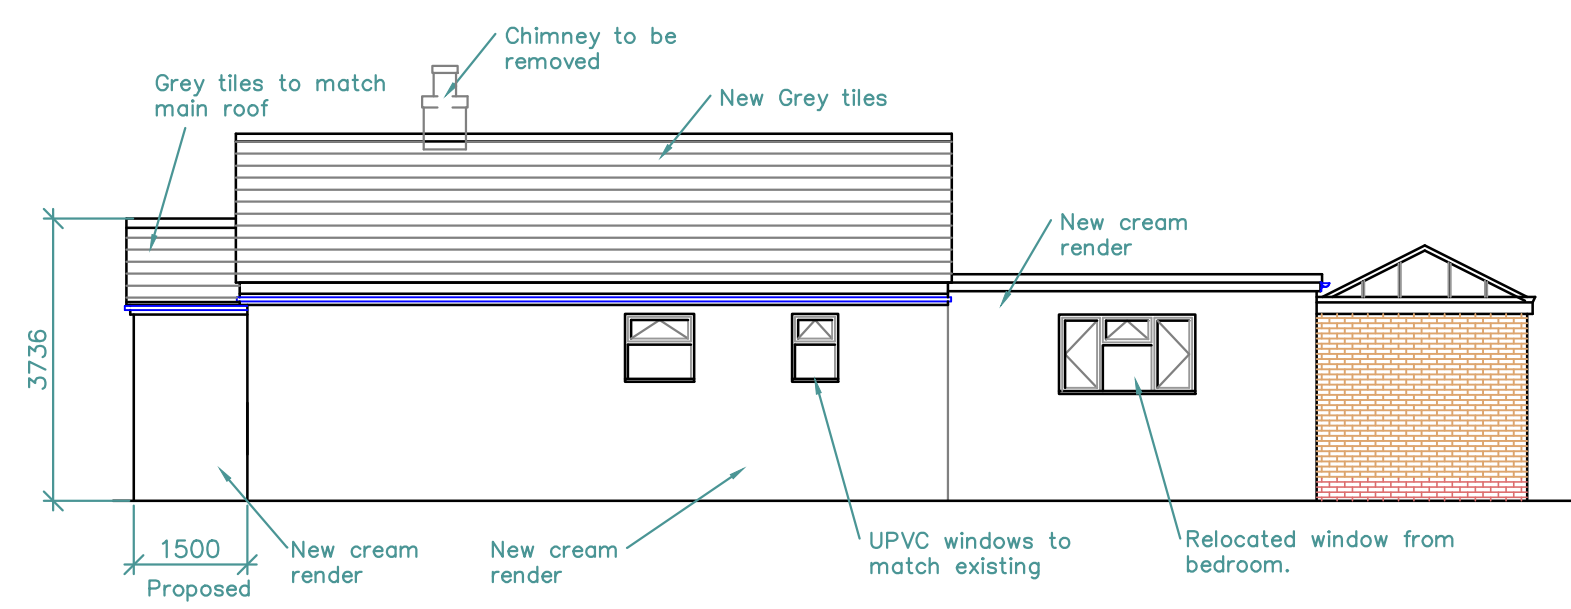 Chimney to be
removed
Grey tiles to match
main roof
New Grey tiles
New cream
render
3736
1500
Proposed
New cream
render
New cream
render
UPVC windows to
match existing
Relocated window from
bedroom.